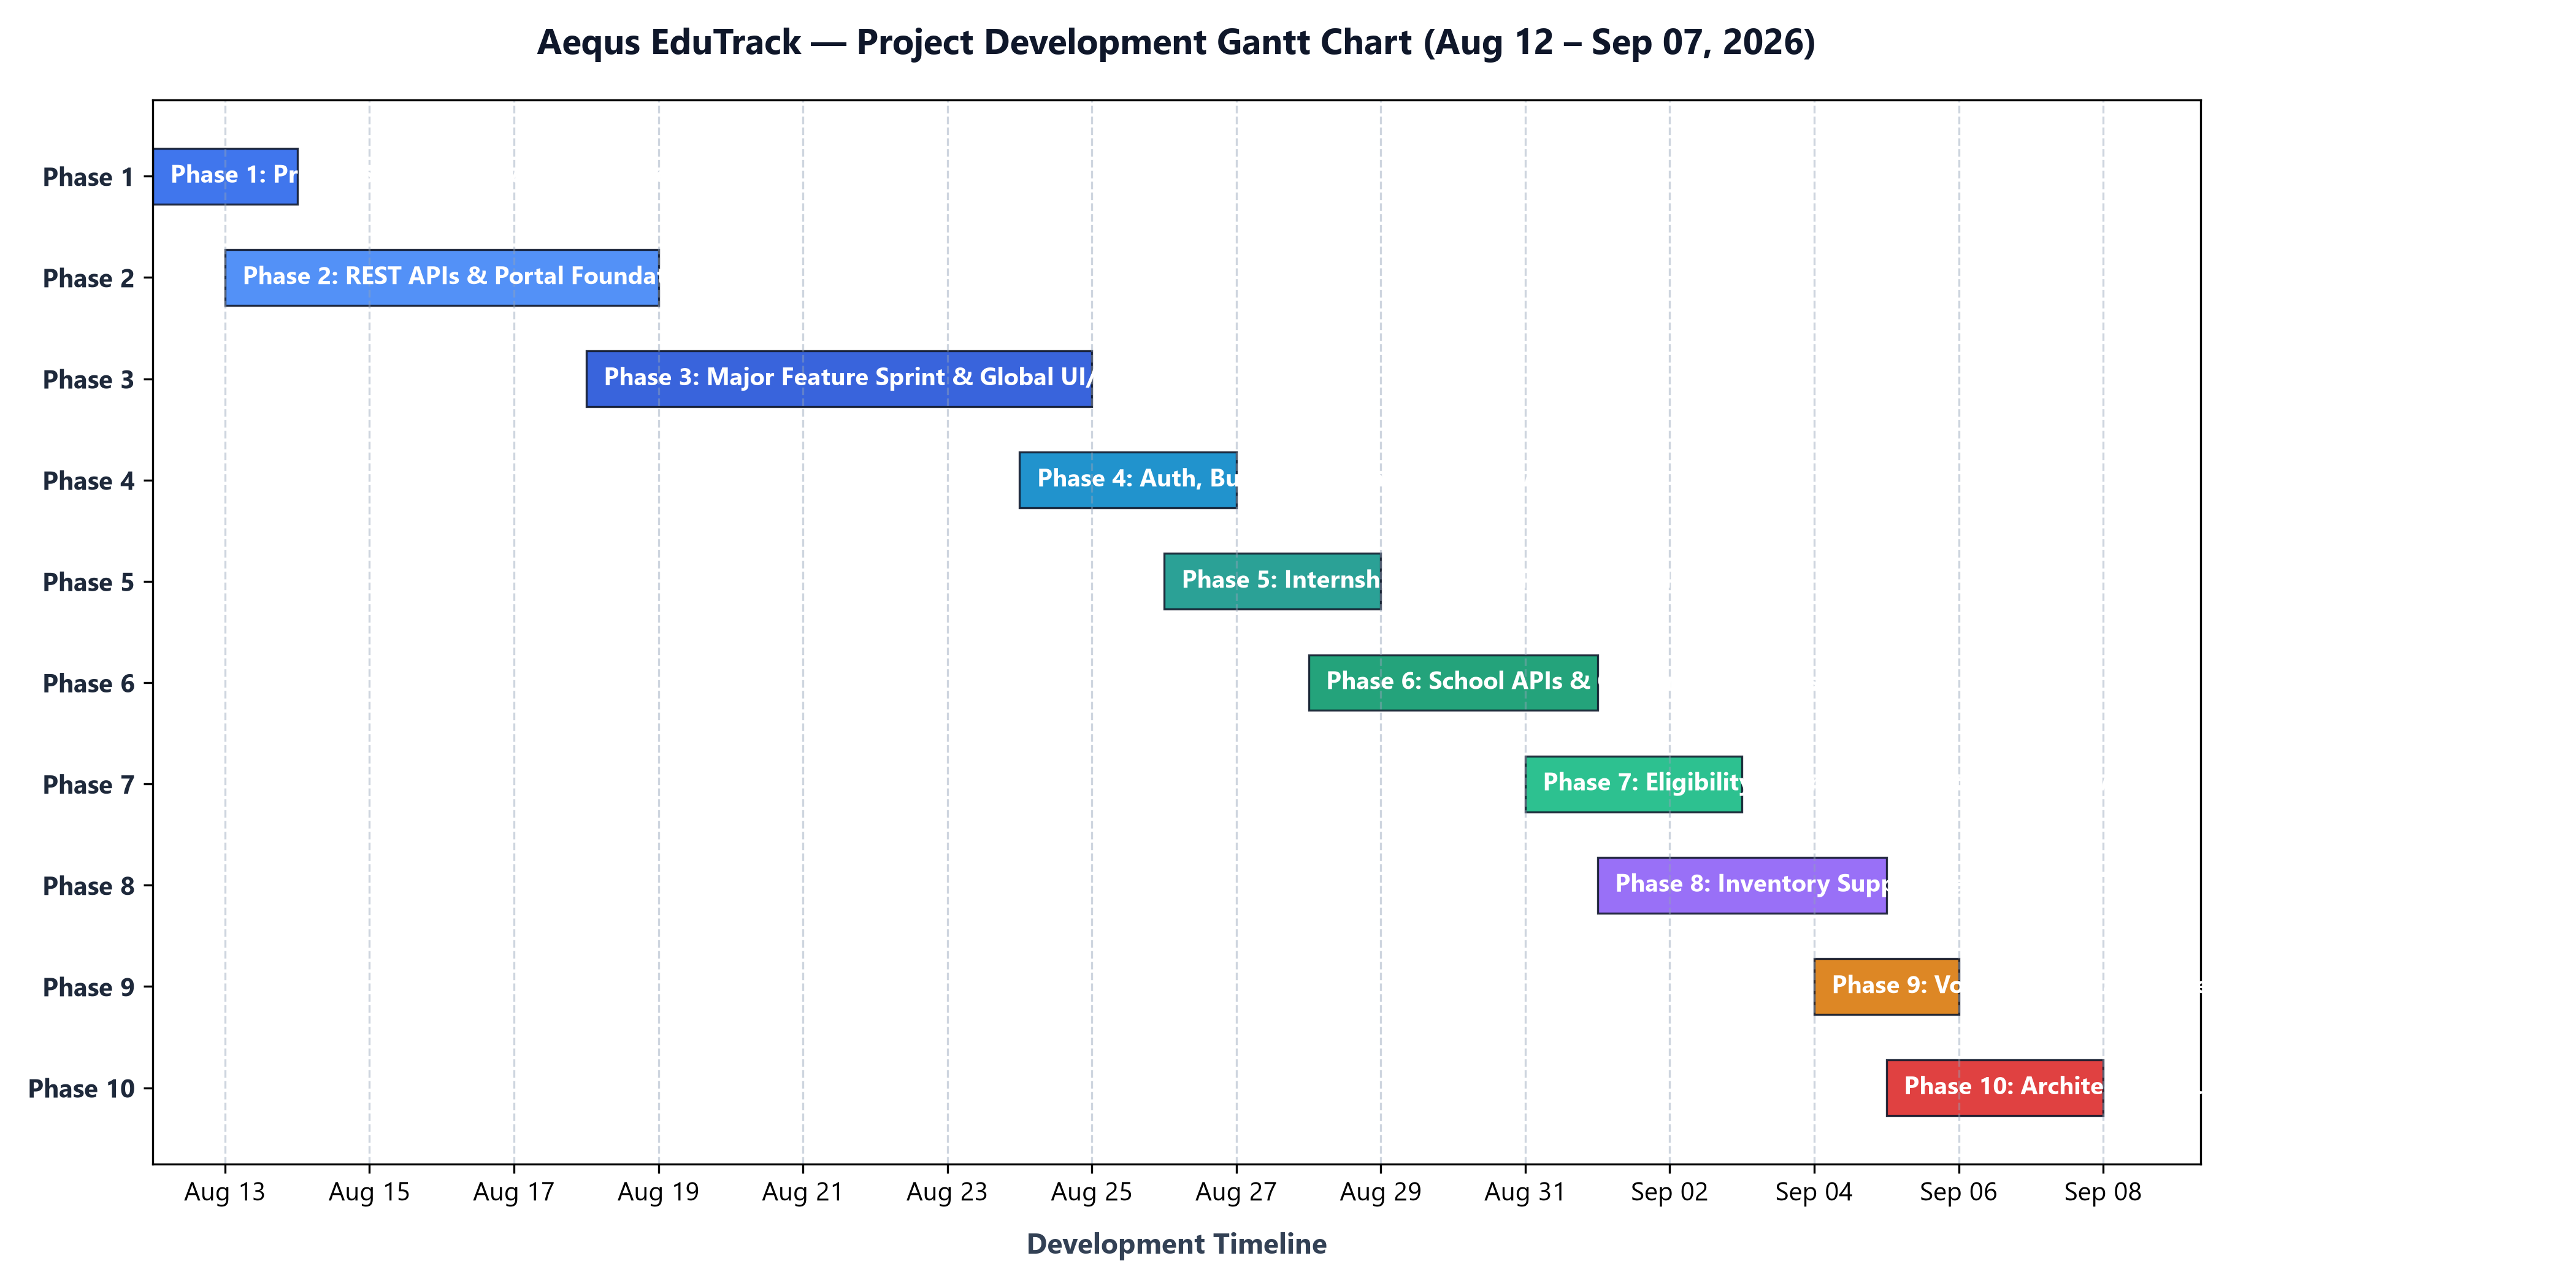 Aequs EduTrack — Project Development Gantt Chart (Aug 12 – Sep 07, 2026)
Phase 1
Phase 1: Pr
Phase 2
Phase 2: REST APIs & Portal Foundat
Phase 3
Phase 3: Major Feature Sprint & Global UI/
Phase 4
Phase 4: Auth, Bu
Phase 5
Phase 5: Internsh
Phase 6
Phase 6: School APIs &
Phase 7
Phase 7: Eligibility
Phase 8
Phase 8: Inventory Supp
Phase 9
Phase 9: Vo
Phase 10
Phase 10: Archite
Aug 13 Aug 15 Aug 17 Aug 19 Aug 21 Aug 23 Aug 25 Aug 27 Aug 29 Aug 31 Sep 02 Sep 04 Sep 06 Sep 08
Development Timeline